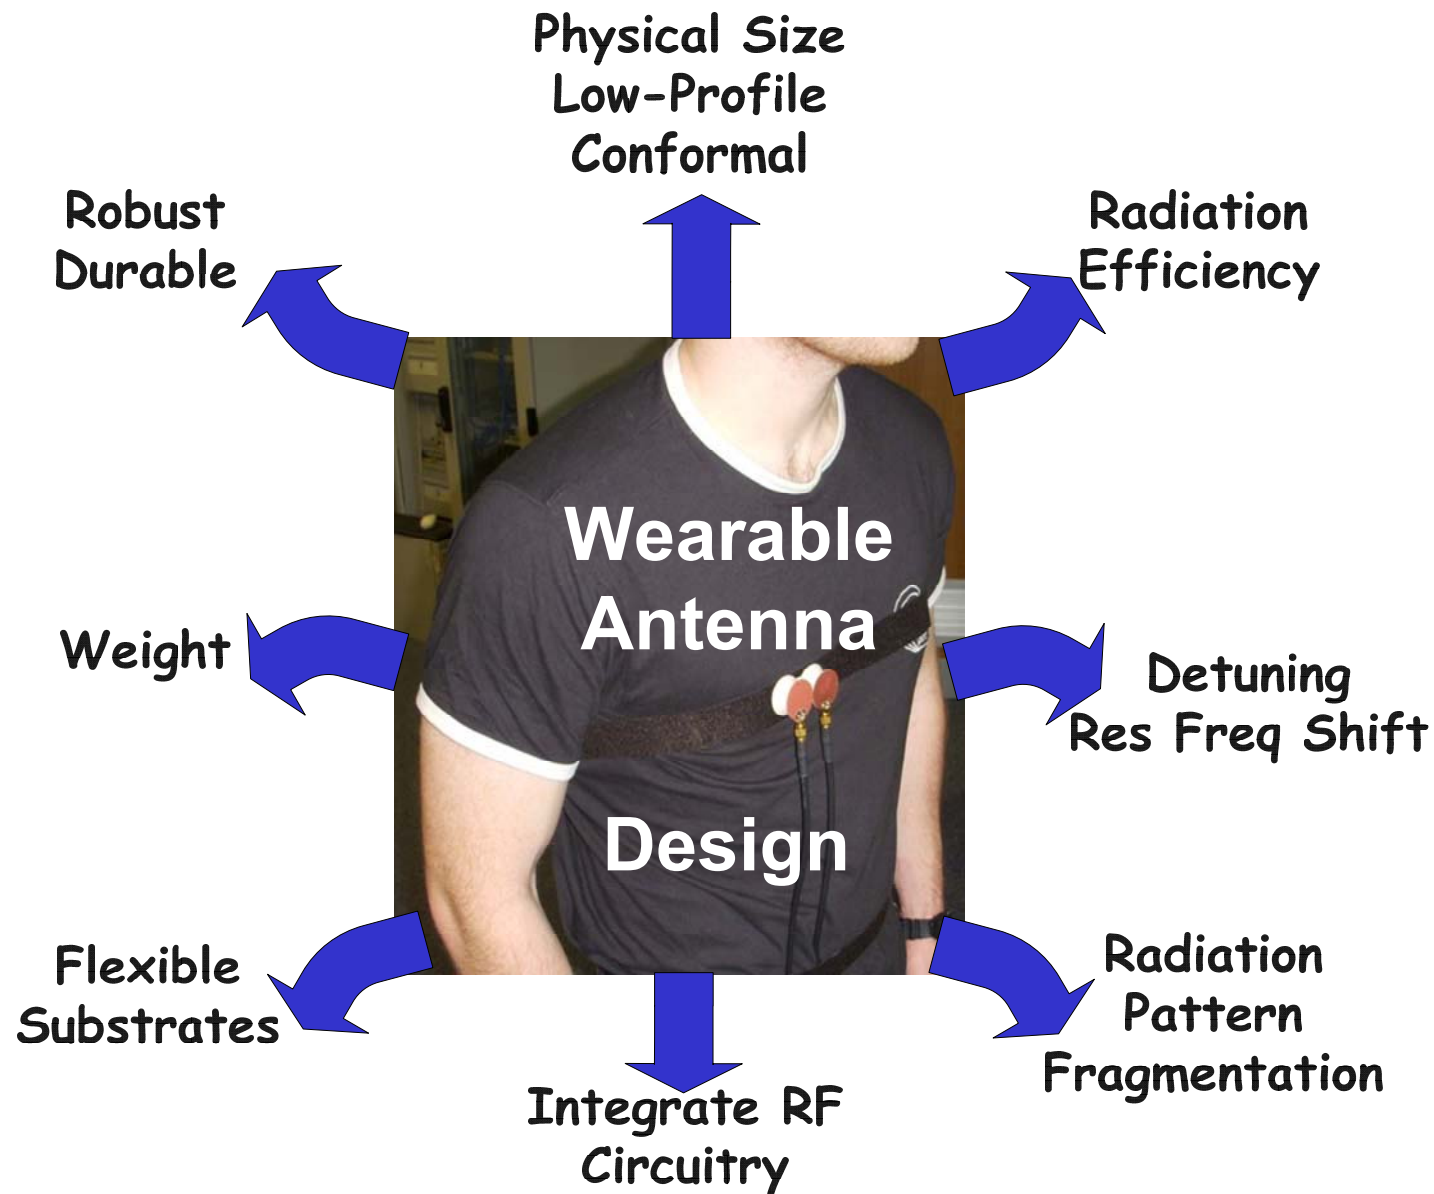 Physical Size
Low-Profile
Conformal
Robust
Durable
Radiation
Efficiency
Wearable
Antenna
Weight
Detuning
Res Freq Shift
Design
Flexible
Substrates
Radiation
Pattern
Fragmentation
Integrate RF
Circuitry